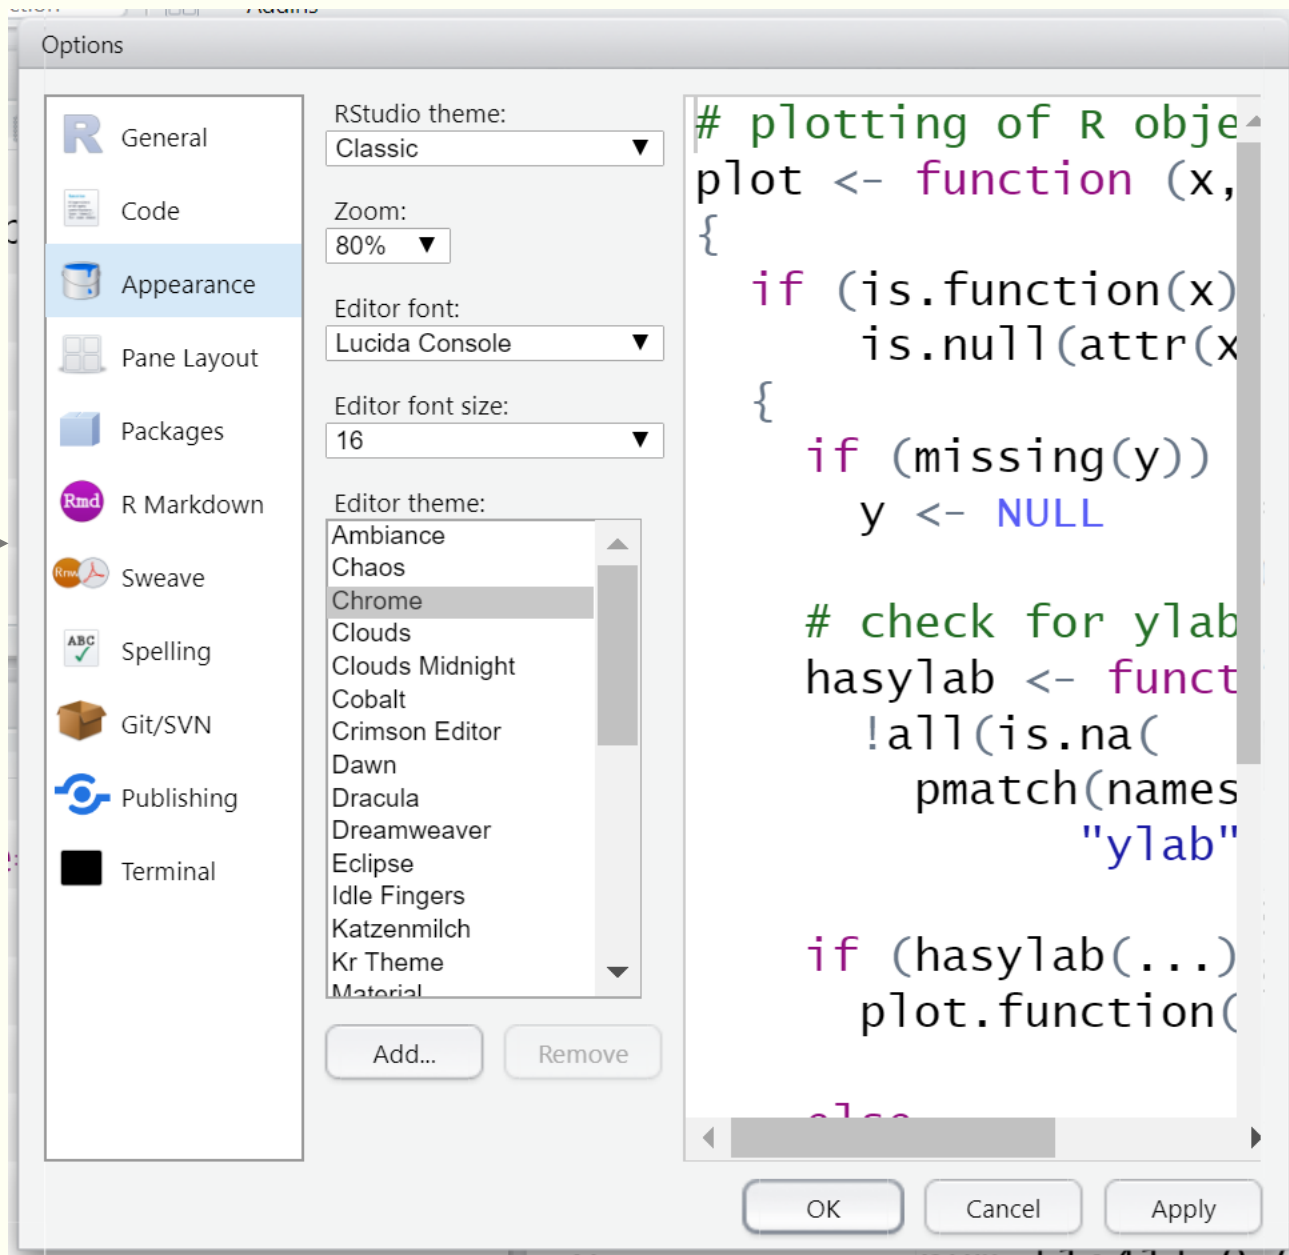 Addins
Options
General
Code
Appearance
Pane Layout
Packages
Rmd
R Markdown
Rnw
Sweave
ABC
Spelling
Git/SVN
Publishing
Terminal
RStudio theme:
Classic
Zoom:
80%
Editor font:
Lucida Console
Editor font size:
16
Editor theme:
Ambiance
Chaos
Chrome
Clouds
Clouds Midnight
Cobalt
Crimson Editor
Dawn
Dracula
Dreamweaver
Eclipse
Idle Fingers
Katzenmilch
Kr Theme
Material
Add...
Remove
# plotting of R obje
plot <- function (x,
{
if (is.function(x)
is.null(attr(x
{
if (missing(y))
y <- NULL
# check for ylab
hasylab <- funct
!all(is.na(
pmatch(names
"ylab"
if (hasylab(...)
plot.function(
else
OK
Cancel
Apply